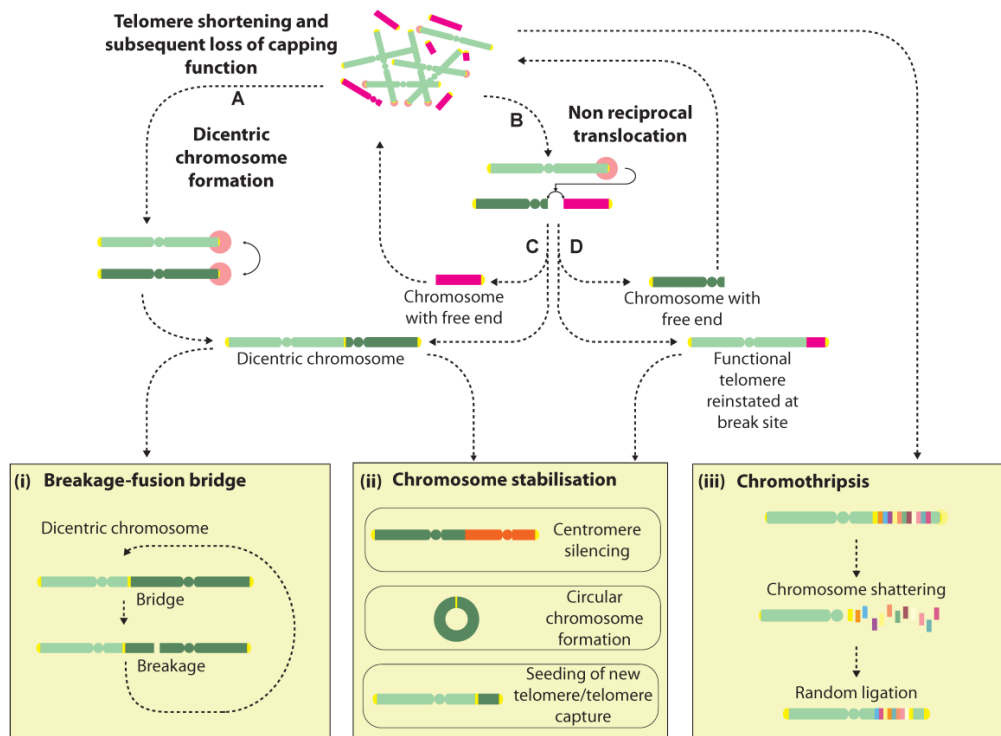 Telomere shortening and
subsequent loss of capping
function
A
B
Non reciprocal
translocation
Dicentric
chromosome
formation
C
D
Chromosome
with free end
Chromosome with
free end
Dicentric chromosome
Functional
telomere
reinstated at
break site
(i) Breakage-fusion bridge
Dicentric chromosome
Bridge
Breakage
(ii) Chromosome stabilisation
Centromere
silencing
Circular
chromosome
formation
Seeding of new
telomere/telomere
capture
(iii) Chromothripsis
Chromosome shattering
Random ligation